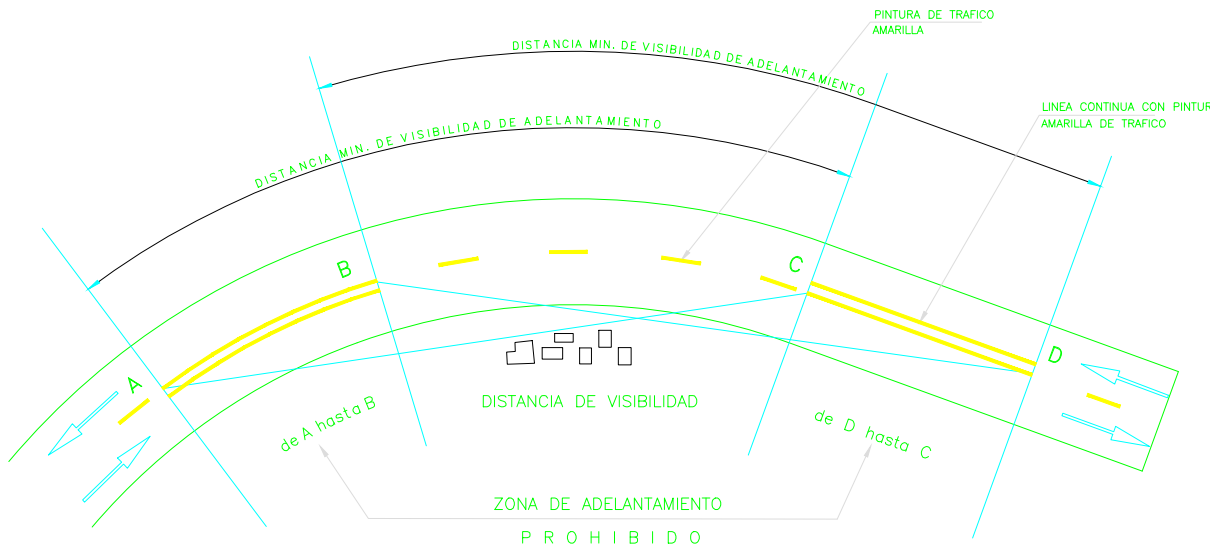 PINTURA DE TRAFICO
AMARILLA
DISTANCIA MIN. DE VISIBILIDAD DE ADELANTAMIENTO
LINEA CONTINUA CON PINTUR
AMARILLA DE TRAFICO
DISTANCIA MIN. DE VISIBILIDAD DE ADELANTAMIENTO
B
C
D
A
DISTANCIA DE VISIBILIDAD
de A hasta B
de D hasta C
ZONA DE ADELANTAMIENTO
PROHIBIDO